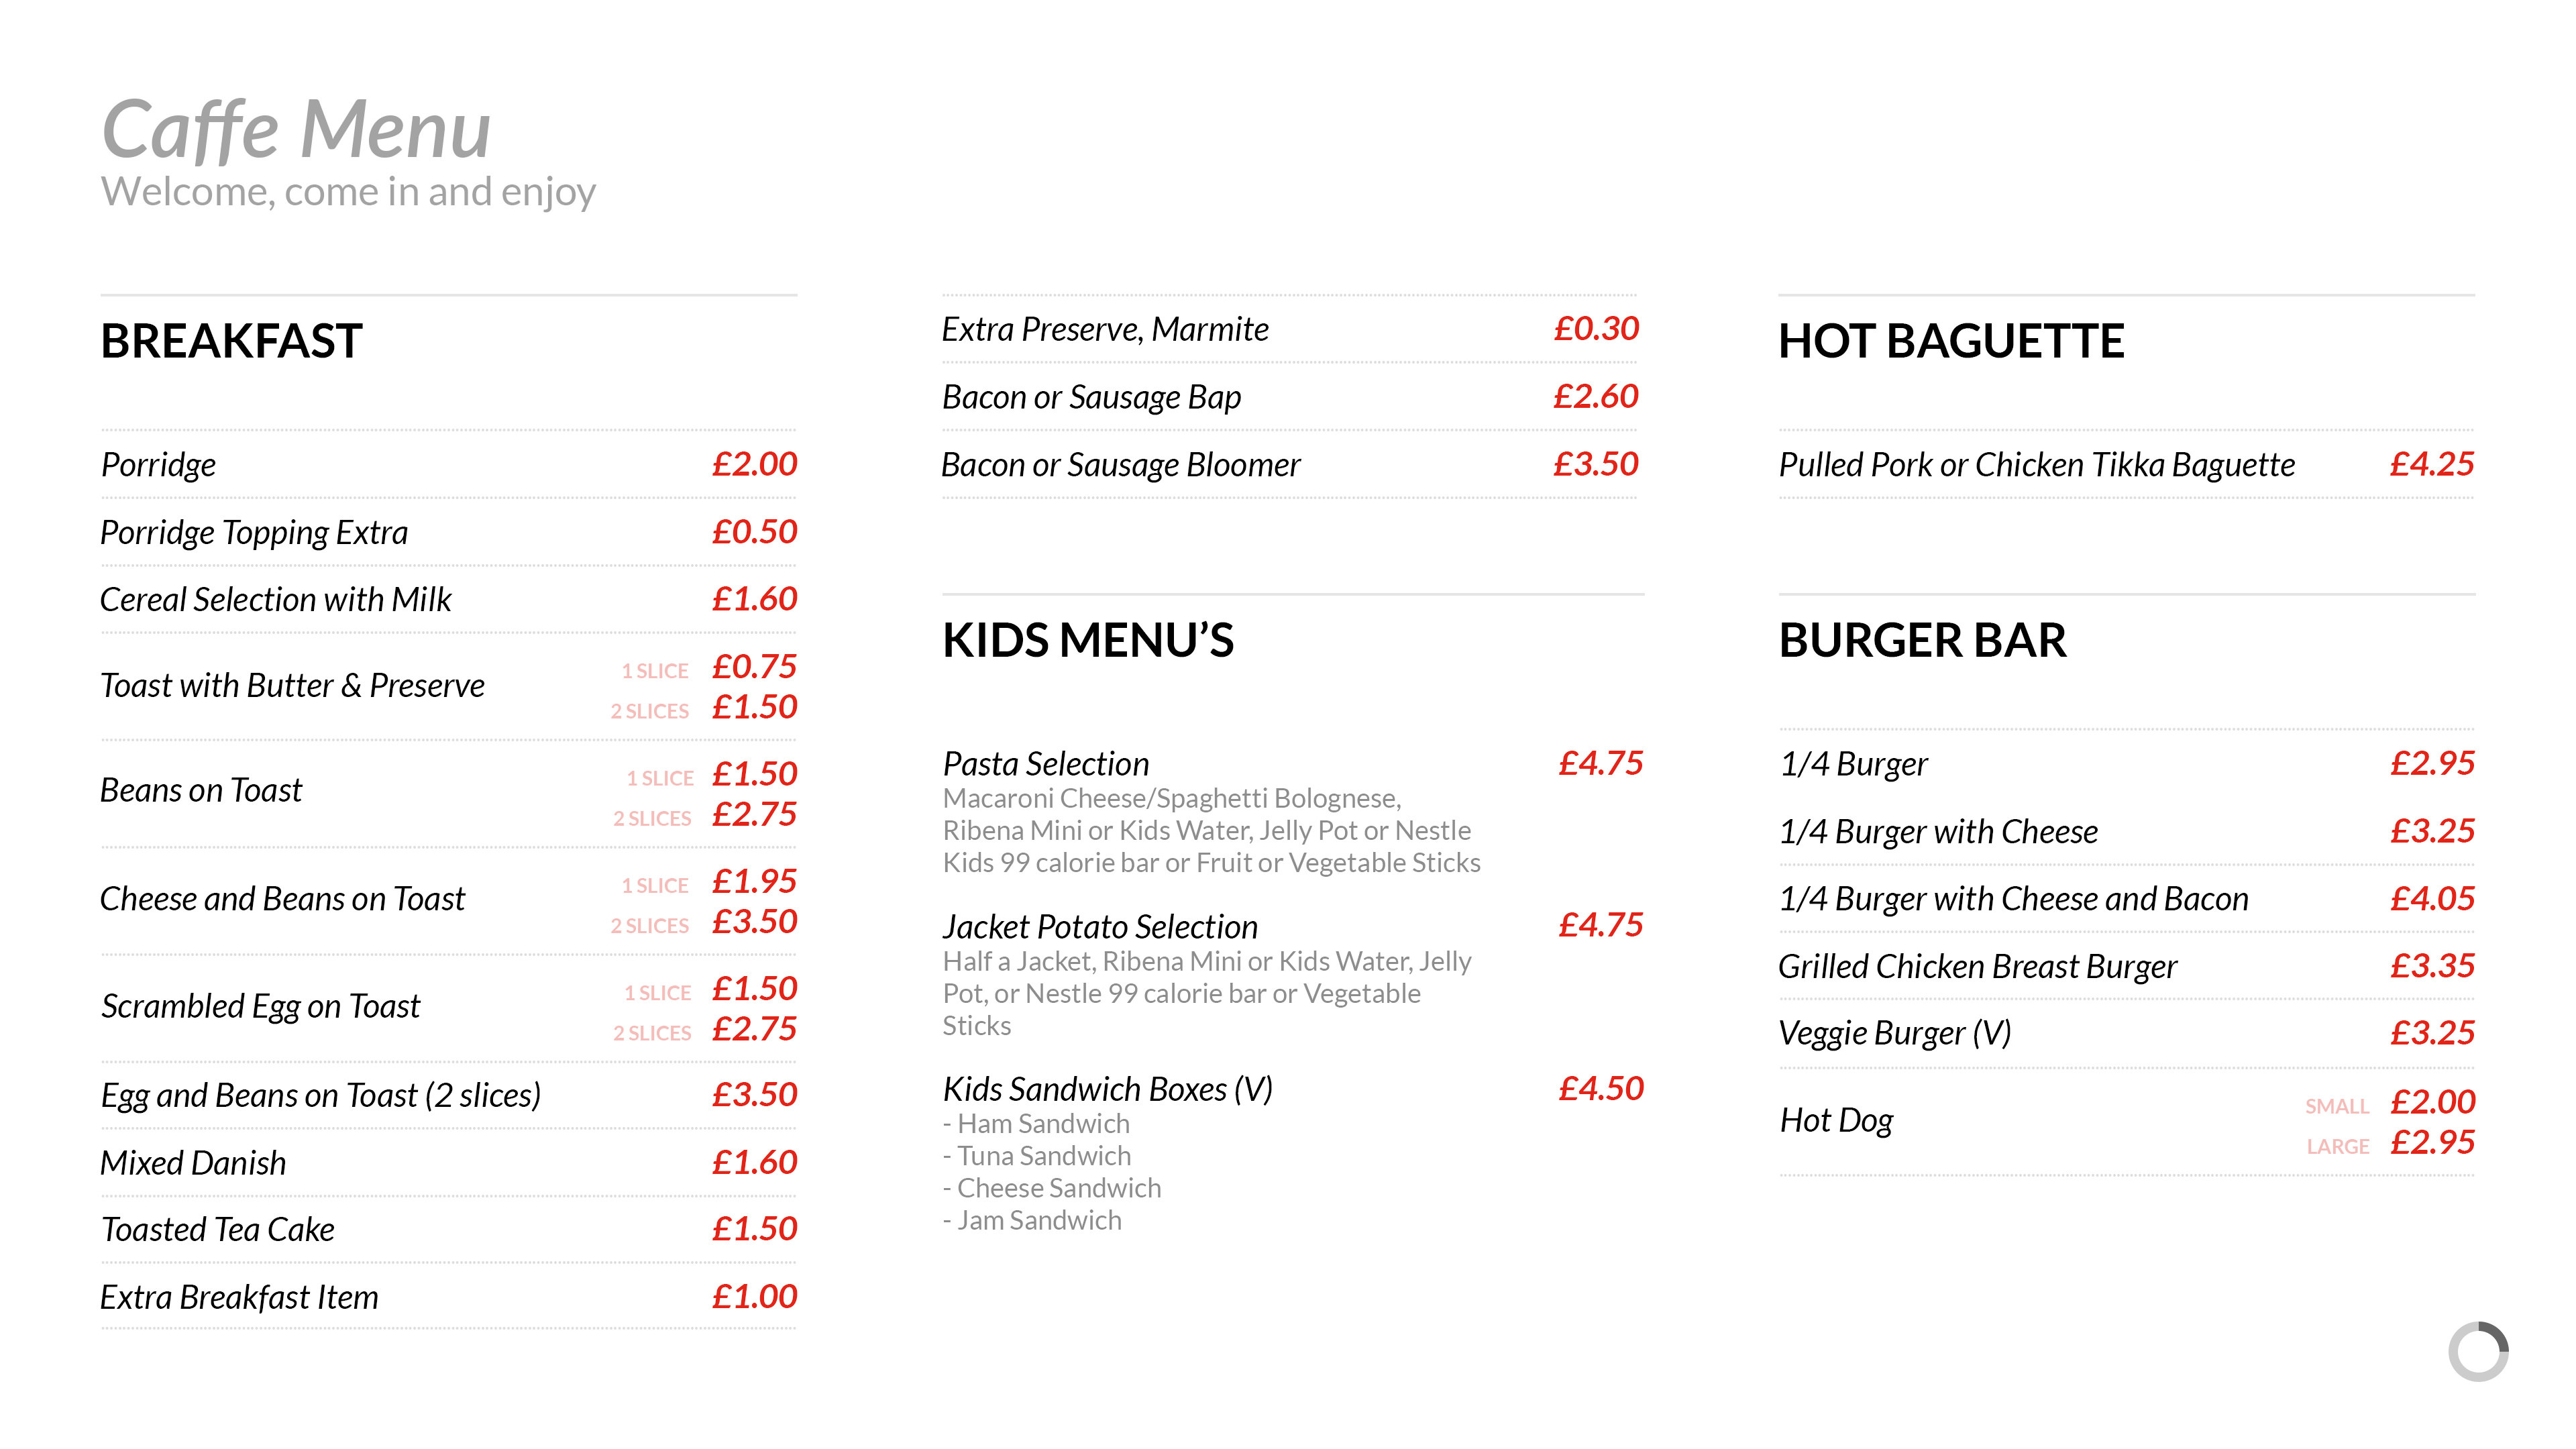 Caffe Menu
Welcome, come in and enjoy
BREAKFAST
Porridge £2.00
Porridge Topping Extra £0.50
Cereal Selection with Milk £1.60
Toast with Butter & Preserve
1 SLICE £0.75
2 SLICES £1.50
Beans on Toast
1 SLICE £1.50
2 SLICES £2.75
Cheese and Beans on Toast
1 SLICE £1.95
2 SLICES £3.50
Scrambled Egg on Toast
1 SLICE £1.50
2 SLICES £2.75
Egg and Beans on Toast (2 slices) £3.50
Mixed Danish £1.60
Toasted Tea Cake £1.50
Extra Breakfast Item £1.00
Extra Preserve, Marmite £0.30
Bacon or Sausage Bap £2.60
Bacon or Sausage Bloomer £3.50
KIDS MENU’S
Pasta Selection £4.75
Macaroni Cheese/Spaghetti Bolognese,
Ribena Mini or Kids Water, Jelly Pot or Nestle
Kids 99 calorie bar or Fruit or Vegetable Sticks
Jacket Potato Selection £4.75
Half a Jacket, Ribena Mini or Kids Water, Jelly
Pot, or Nestle 99 calorie bar or Vegetable
Sticks
Kids Sandwich Boxes (V) £4.50
- Ham Sandwich
- Tuna Sandwich
- Cheese Sandwich
- Jam Sandwich
HOT BAGUETTE
Pulled Pork or Chicken Tikka Baguette £4.25
BURGER BAR
1/4 Burger £2.95
1/4 Burger with Cheese £3.25
1/4 Burger with Cheese and Bacon £4.05
Grilled Chicken Breast Burger £3.35
Veggie Burger (V) £3.25
Hot Dog
SMALL £2.00
LARGE £2.95